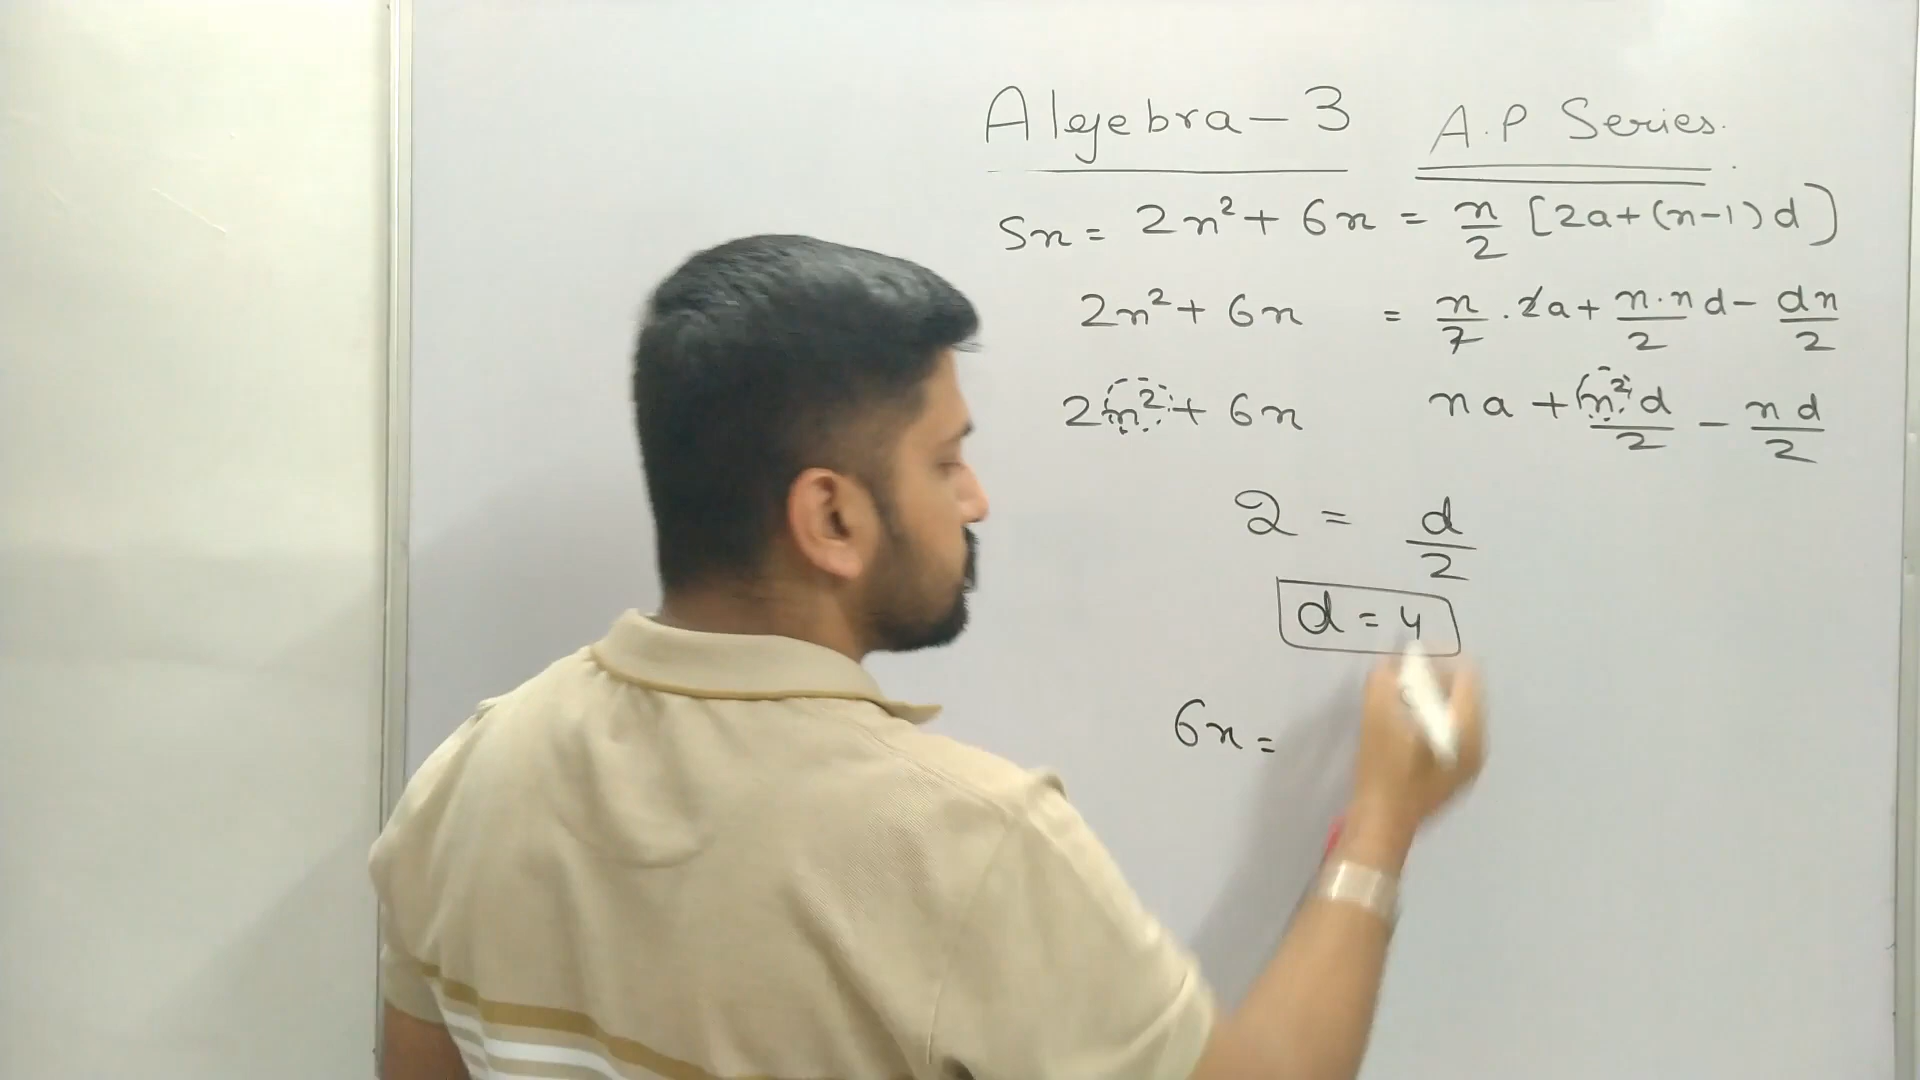 Algebra-3 A.P Series.
Sn = 2n² + 6n = n/2 [2a+(n-1)d]
2n² + 6n = n/2 . 2a + n.n/2 d - dn/2
2n² + 6n na + n²d/2 - nd/2
2 = d/2
d = 4
6n =